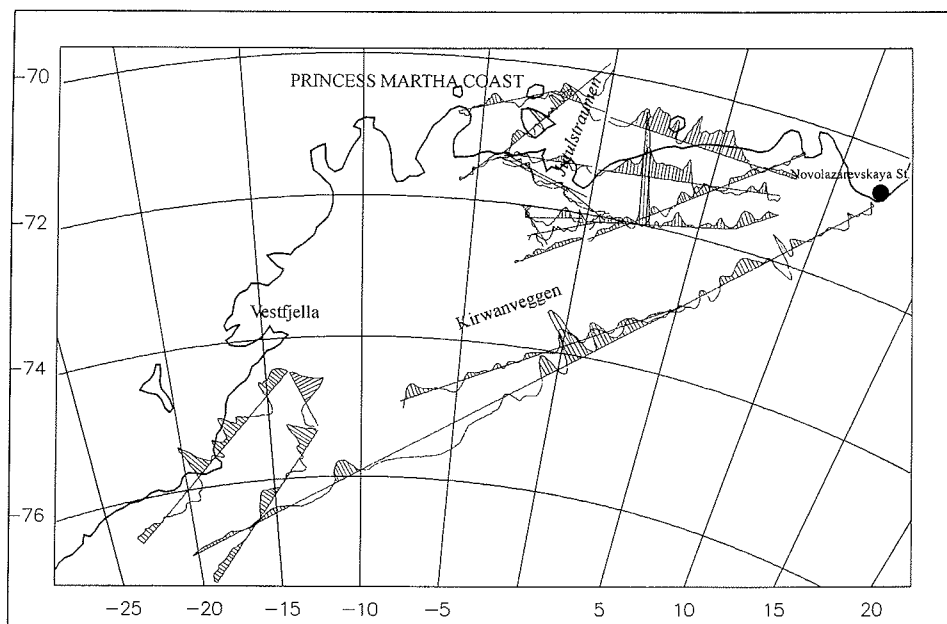 -70
PRINCESS MARTHA COAST
Jutulstraumen
Novolazarevskaya St.
-72
Vestfjella
Kirwanveggen
-74
-76
-25 -20 -15 -10 -5 5 10 15 20